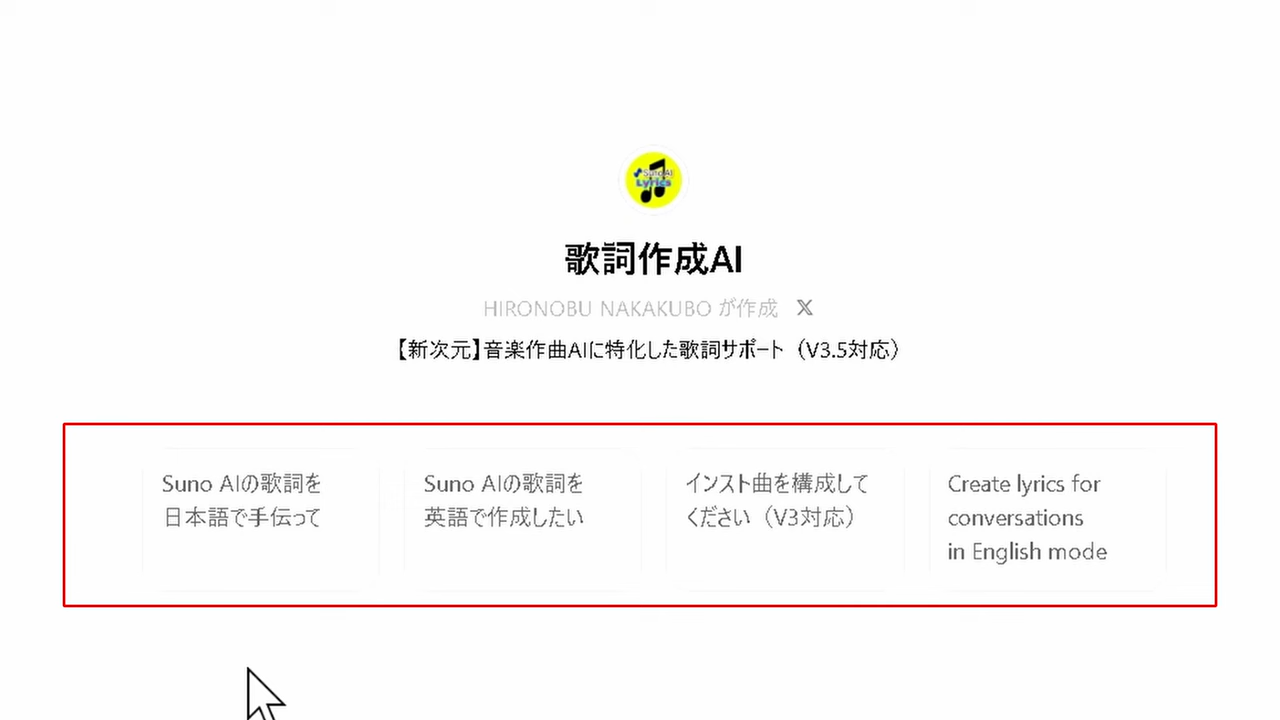 Suno AI
Lyrics
歌詞作成AI
HIRONOBU NAKAKUBO が作成 X
【新次元】音楽作曲AIに特化した歌詞サポート（V3.5対応）
Suno AIの歌詞を
日本語で手伝って
Suno AIの歌詞を
英語で作成したい
インスト曲を構成して
ください（V3対応）
Create lyrics for
conversations
in English mode